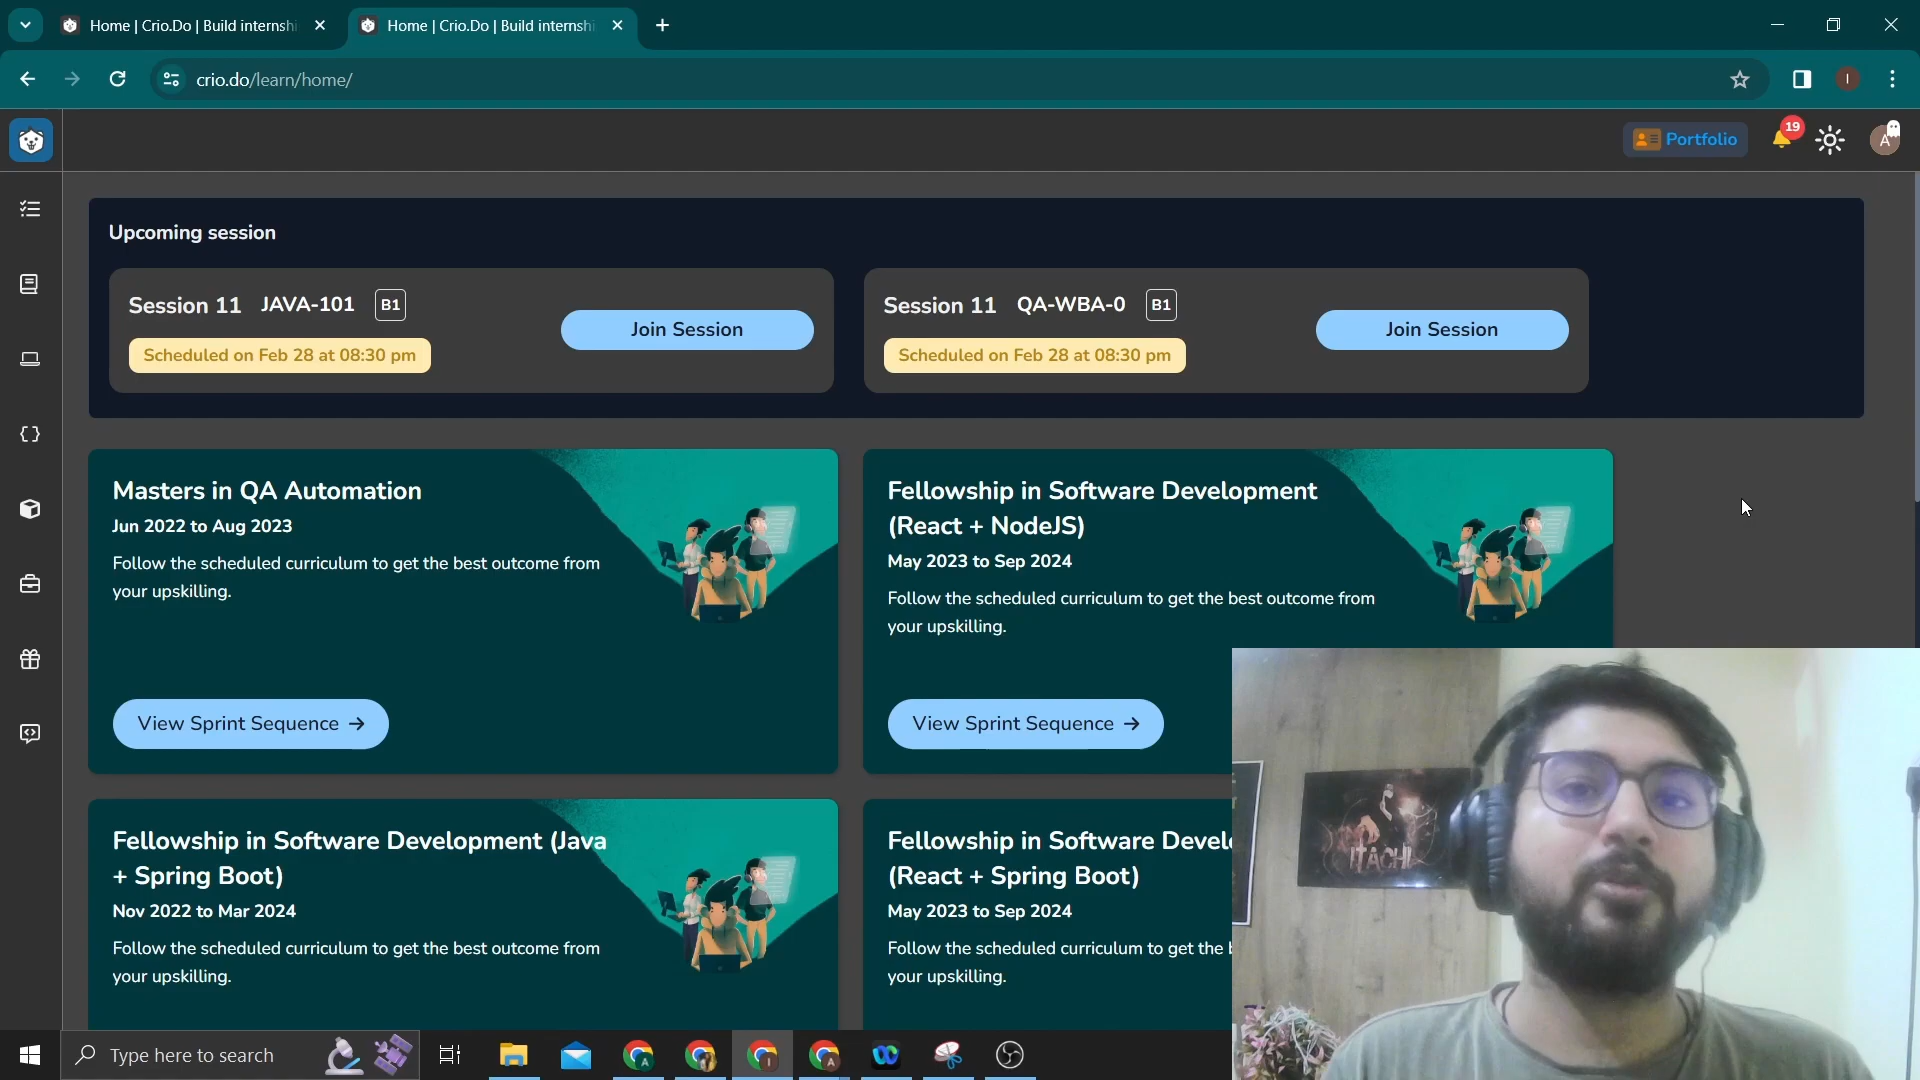 Home | Crio.Do | Build internshi
Home | Crio.Do | Build internshi
crio.do/learn/home/
I
Portfolio
19
A
Upcoming session
Session 11 JAVA-101 B1
Scheduled on Feb 28 at 08:30 pm
Join Session
Session 11 QA-WBA-0 B1
Scheduled on Feb 28 at 08:30 pm
Join Session
Masters in QA Automation
Jun 2022 to Aug 2023
Follow the scheduled curriculum to get the best outcome from
your upskilling.
View Sprint Sequence
Fellowship in Software Development
(React + NodeJS)
May 2023 to Sep 2024
Follow the scheduled curriculum to get the best outcome from
your upskilling.
View Sprint Sequence
Fellowship in Software Development (Java
+ Spring Boot)
Nov 2022 to Mar 2024
Follow the scheduled curriculum to get the best outcome from
your upskilling.
Fellowship in Software Devel
(React + Spring Boot)
May 2023 to Sep 2024
Follow the scheduled curriculum to get the
your upskilling.
ITACHI
Type here to search